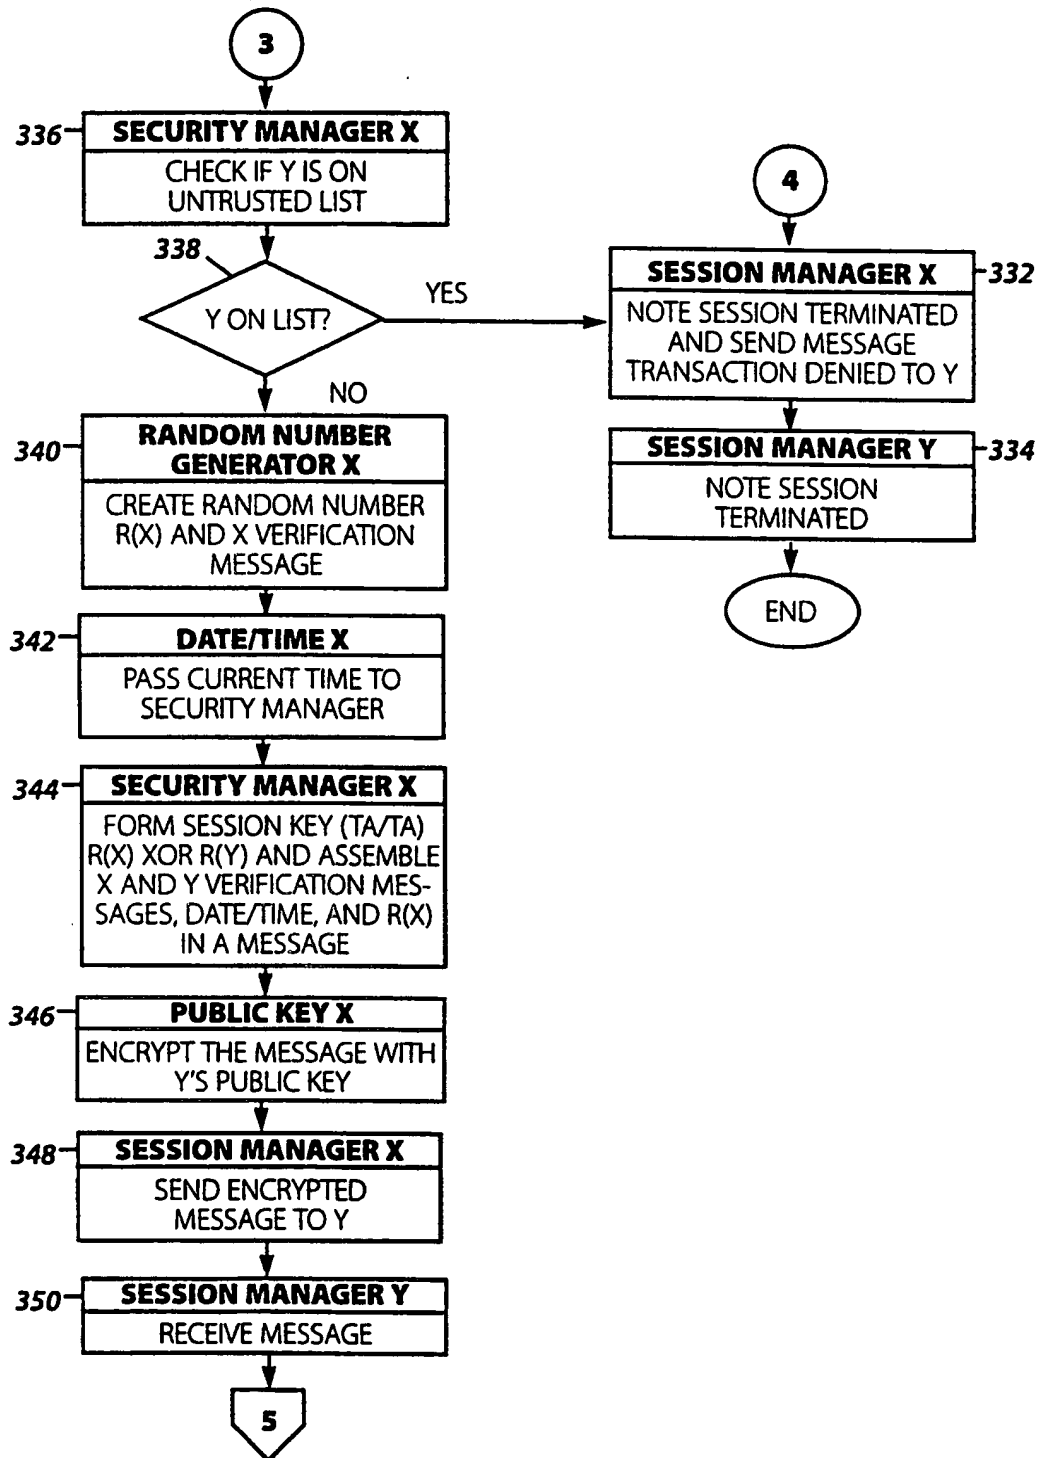 3
336
SECURITY MANAGER X
CHECK IF Y IS ON
UNTRUSTED LIST
338
Y ON LIST?
YES
NO
340
RANDOM NUMBER
GENERATOR X
CREATE RANDOM NUMBER
R(X) AND X VERIFICATION
MESSAGE
342
DATE/TIME X
PASS CURRENT TIME TO
SECURITY MANAGER
344
SECURITY MANAGER X
FORM SESSION KEY (TA/TA)
R(X) XOR R(Y) AND ASSEMBLE
X AND Y VERIFICATION MES-
SAGES, DATE/TIME, AND R(X)
IN A MESSAGE
346
PUBLIC KEY X
ENCRYPT THE MESSAGE WITH
Y'S PUBLIC KEY
348
SESSION MANAGER X
SEND ENCRYPTED
MESSAGE TO Y
350
SESSION MANAGER Y
RECEIVE MESSAGE
5
4
SESSION MANAGER X
332
NOTE SESSION TERMINATED
AND SEND MESSAGE
TRANSACTION DENIED TO Y
SESSION MANAGER Y
334
NOTE SESSION
TERMINATED
END